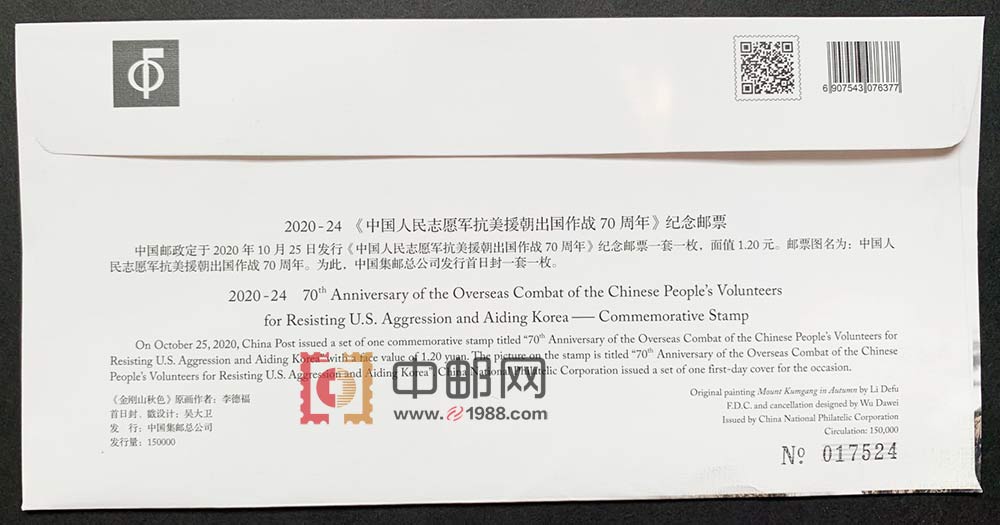 6 907543 076377
2020-24 《中国人民志愿军抗美援朝出国作战 70 周年》纪念邮票
中国邮政定于 2020 年 10 月 25 日发行《中国人民志愿军抗美援朝出国作战 70 周年》纪念邮票一套一枚，面值 1.20 元。邮票图名为：中国人
民志愿军抗美援朝出国作战 70 周年。为此，中国集邮总公司发行首日封一套一枚。
2020-24 70th Anniversary of the Overseas Combat of the Chinese People's Volunteers
for Resisting U.S. Aggression and Aiding Korea — Commemorative Stamp
On October 25, 2020, China Post issued a set of one commemorative stamp titled "70th Anniversary of the Overseas Combat of the Chinese People's Volunteers for
Resisting U.S. Aggression and Aiding Korea" with a face value of 1.20 yuan. The picture on the stamp is titled "70th Anniversary of the Overseas Combat of the Chinese
People's Volunteers for Resisting U.S. Aggression and Aiding Korea". China National Philatelic Corporation issued a set of one first-day cover for the occasion.
中邮网
www.e1988.com
《金刚山秋色》原画作者：李德福
首日封、戳设计：吴大卫
发 行：中国集邮总公司
发行量：150000
Original painting Mount Kumgang in Autumn by Li Defu
F.D.C. and cancellation designed by Wu Dawei
Issued by China National Philatelic Corporation
Circulation: 150,000
No 017524